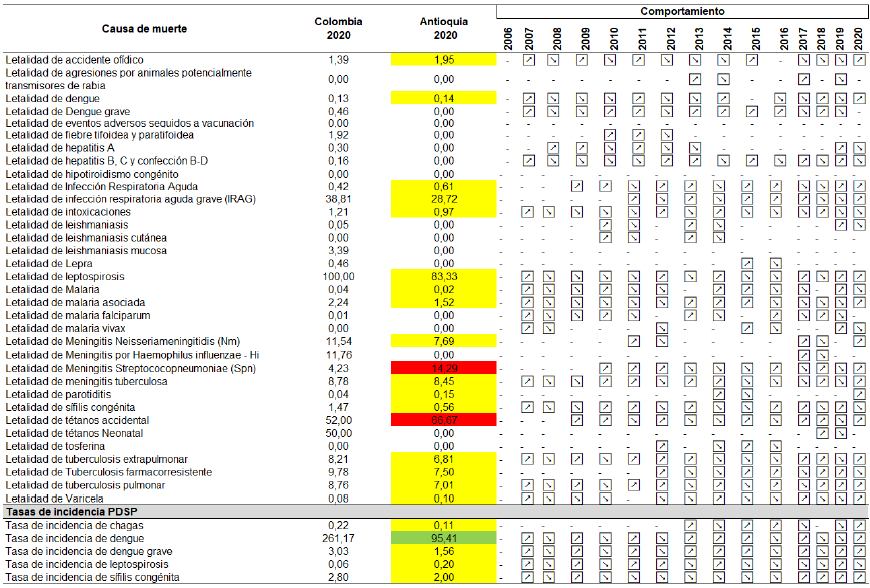 Causa de muerte Colombia 2020 Antioquia 2020 Comportamiento
2006 2007 2008 2009 2010 2011 2012 2013 2014 2015 2016 2017 2018 2019 2020
Letalidad de accidente ofídico 1,39 1,95
Letalidad de agresiones por animales potencialmente
transmisores de rabia 0,00 0,00
Letalidad de dengue 0,13 0,14
Letalidad de Dengue grave 0,46 0,00
Letalidad de eventos adversos seguidos a vacunación 0,00 0,00
Letalidad de fiebre tifoidea y paratifoidea 1,92 0,00
Letalidad de hepatitis A 0,30 0,00
Letalidad de hepatitis B, C y confección B-D 0,16 0,00
Letalidad de hipotiroidismo congénito 0,00 0,00
Letalidad de Infección Respiratoria Aguda 0,42 0,61
Letalidad de infección respiratoria aguda grave (IRAG) 38,81 28,72
Letalidad de intoxicaciones 1,21 0,97
Letalidad de leishmaniasis 0,05 0,00
Letalidad de leishmaniasis cutánea 0,00 0,00
Letalidad de leishmaniasis mucosa 3,39 0,00
Letalidad de Lepra 0,46 0,00
Letalidad de leptospirosis 100,00 83,33
Letalidad de Malaria 0,04 0,02
Letalidad de malaria asociada 2,24 1,52
Letalidad de malaria falciparum 0,01 0,00
Letalidad de malaria vivax 0,00 0,00
Letalidad de Meningitis Neisseriameningitidis (Nm) 11,54 7,69
Letalidad de Meningitis por Haemophilus influenzae - Hi 11,76 0,00
Letalidad de Meningitis Streptococopneumoniae (Spn) 4,23 14,29
Letalidad de meningitis tuberculosa 8,78 8,45
Letalidad de parotiditis 0,04 0,15
Letalidad de sífilis congénita 1,47 0,56
Letalidad de tétanos accidental 52,00 66,67
Letalidad de tétanos Neonatal 50,00 0,00
Letalidad de tosferina 0,00 0,00
Letalidad de tuberculosis extrapulmonar 8,21 6,81
Letalidad de Tuberculosis farmacorresistente 9,78 7,50
Letalidad de tuberculosis pulmonar 8,76 7,01
Letalidad de Varicela 0,08 0,10
Tasas de incidencia PDSP
Tasa de incidencia de chagas 0,22 0,11
Tasa de incidencia de dengue 261,17 95,41
Tasa de incidencia de dengue grave 3,03 1,56
Tasa de incidencia de leptospirosis 0,06 0,20
Tasa de incidencia de sífilis congénita 2,80 2,00